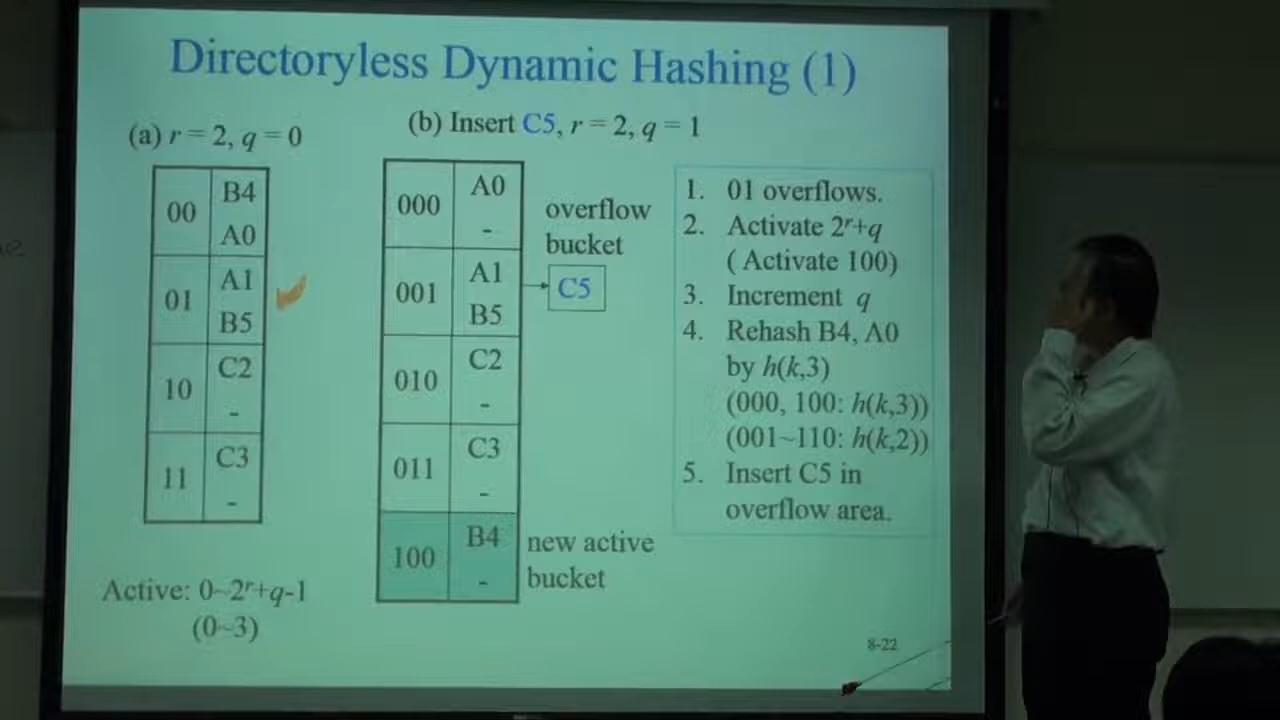 Directoryless Dynamic Hashing (1)
(a) r = 2, q = 0
00
B4
A0
01
A1
B5
10
C2
-
11
C3
-
Active: 0~2^r+q-1
(0~3)
(b) Insert C5, r = 2, q = 1
000
A0
-
001
A1
B5
010
C2
-
011
C3
-
100
B4
-
overflow
bucket
C5
new active
bucket
1. 01 overflows.
2. Activate 2^r+q
( Activate 100)
3. Increment q
4. Rehash B4, A0
by h(k,3)
(000, 100: h(k,3))
(001~110: h(k,2))
5. Insert C5 in
overflow area.
8-22